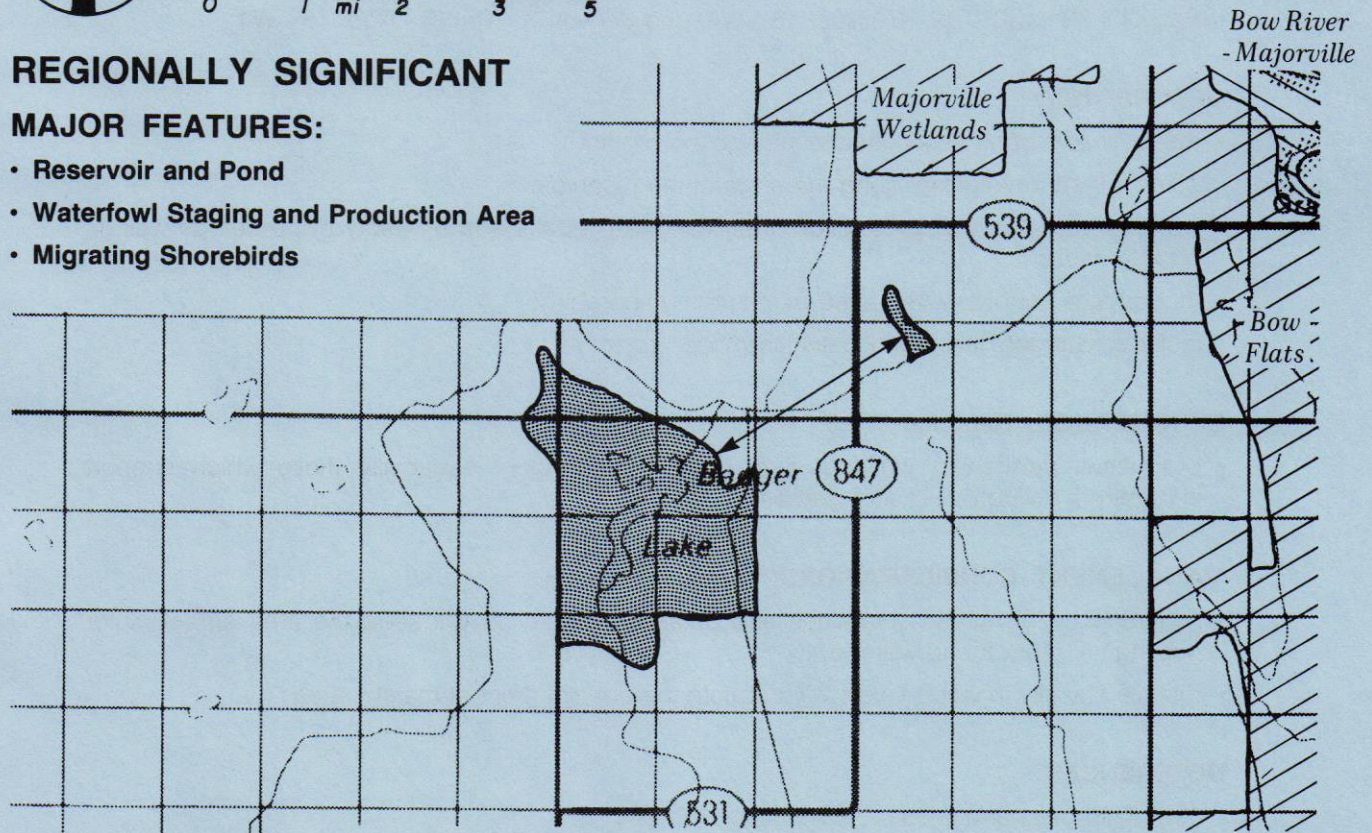 0 1 mi 2 3 5
REGIONALLY SIGNIFICANT
MAJOR FEATURES:
• Reservoir and Pond
• Waterfowl Staging and Production Area
• Migrating Shorebirds
Bow River
- Majorville
Majorville
Wetlands
539
Bow
Flats
Badger
847
Lake
531